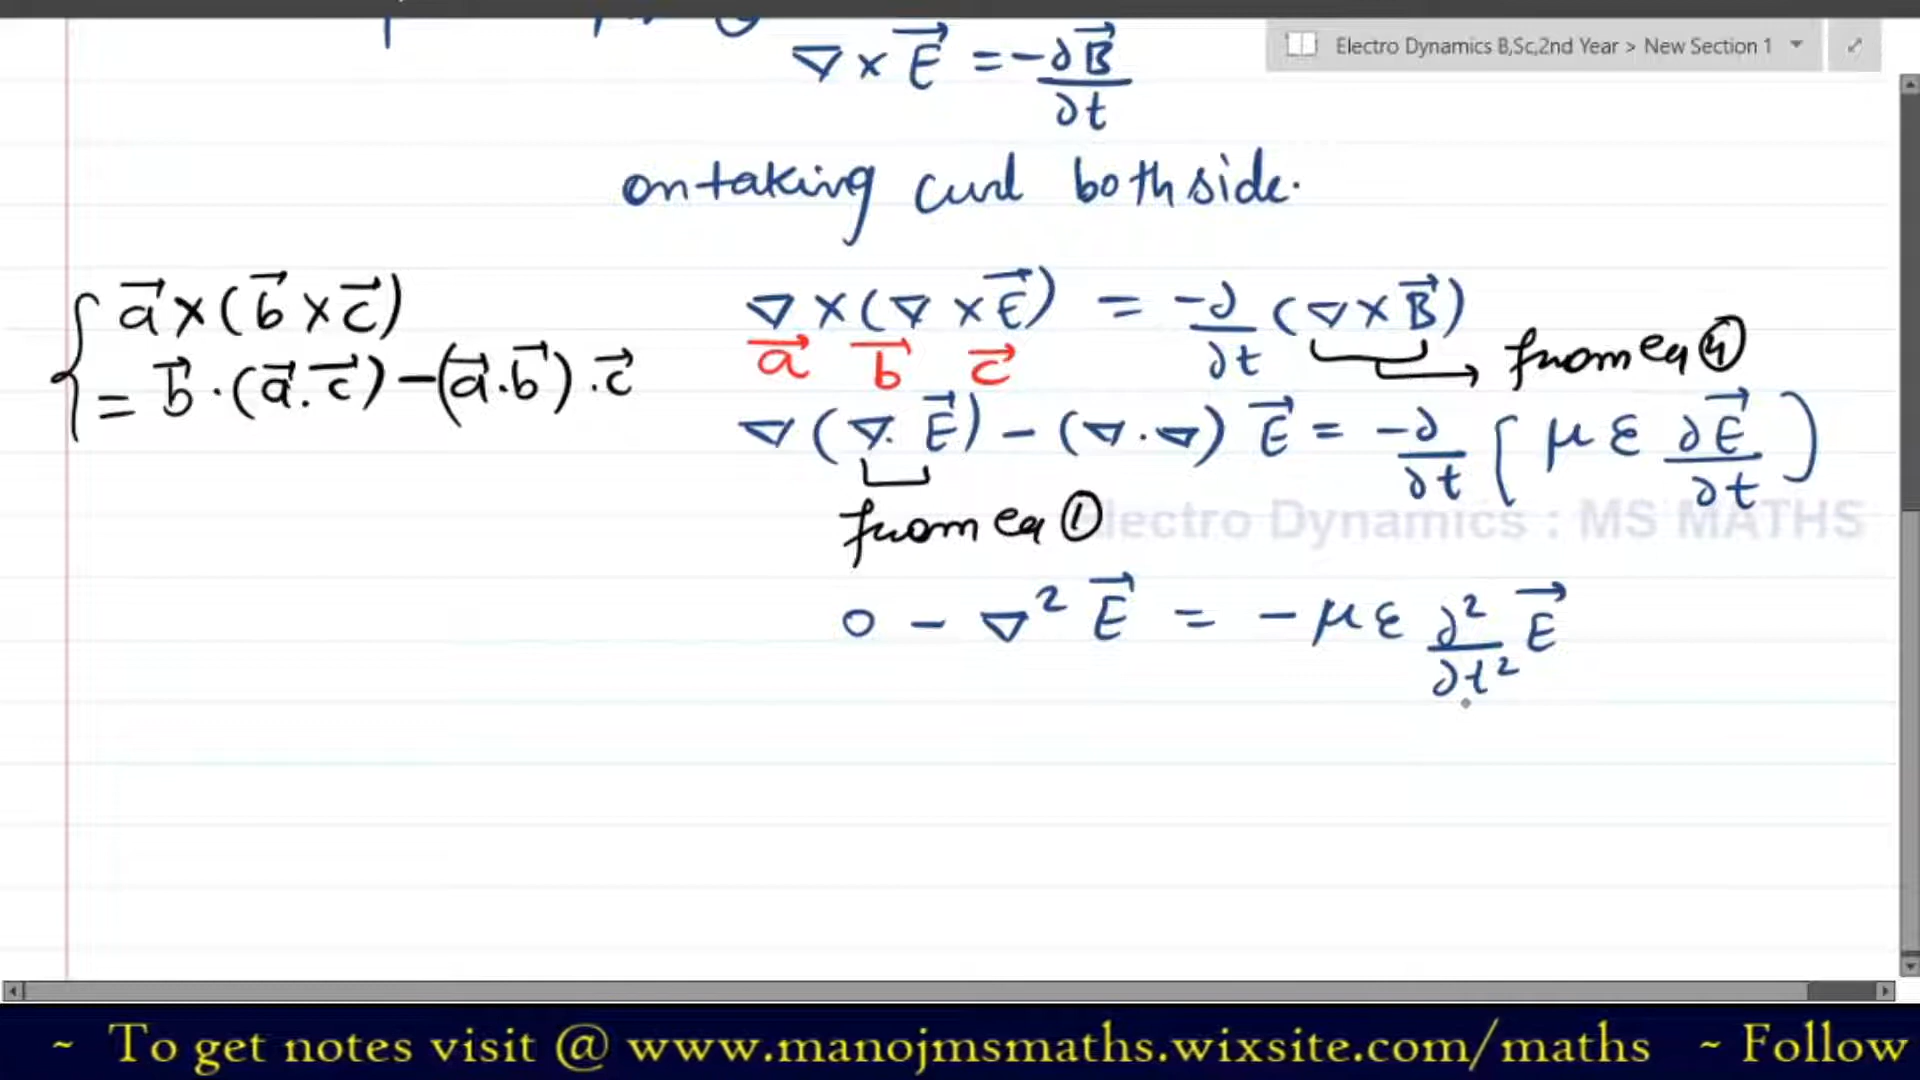 Electro Dynamics B,Sc,2nd Year > New Section 1
∇ × E⃗ = -∂B⃗/∂t
on taking curl both side.
a⃗ × (b⃗ × c⃗)
= b⃗ · (a⃗ . c⃗) - (a⃗ . b⃗) . c⃗
∇ × (∇ × E⃗) = -∂/∂t (∇ × B⃗)
a⃗ b⃗ c⃗
from eq ④
∇ (∇ . E⃗) - (∇ . ∇) E⃗ = -∂/∂t [ μ ε ∂E⃗/∂t )
from eq ①
Electro Dynamics : MS MATHS
0 - ∇² E⃗ = - μ ε ∂²/∂t² E⃗
~ To get notes visit @ www.manojmsmaths.wixsite.com/maths ~ Follow